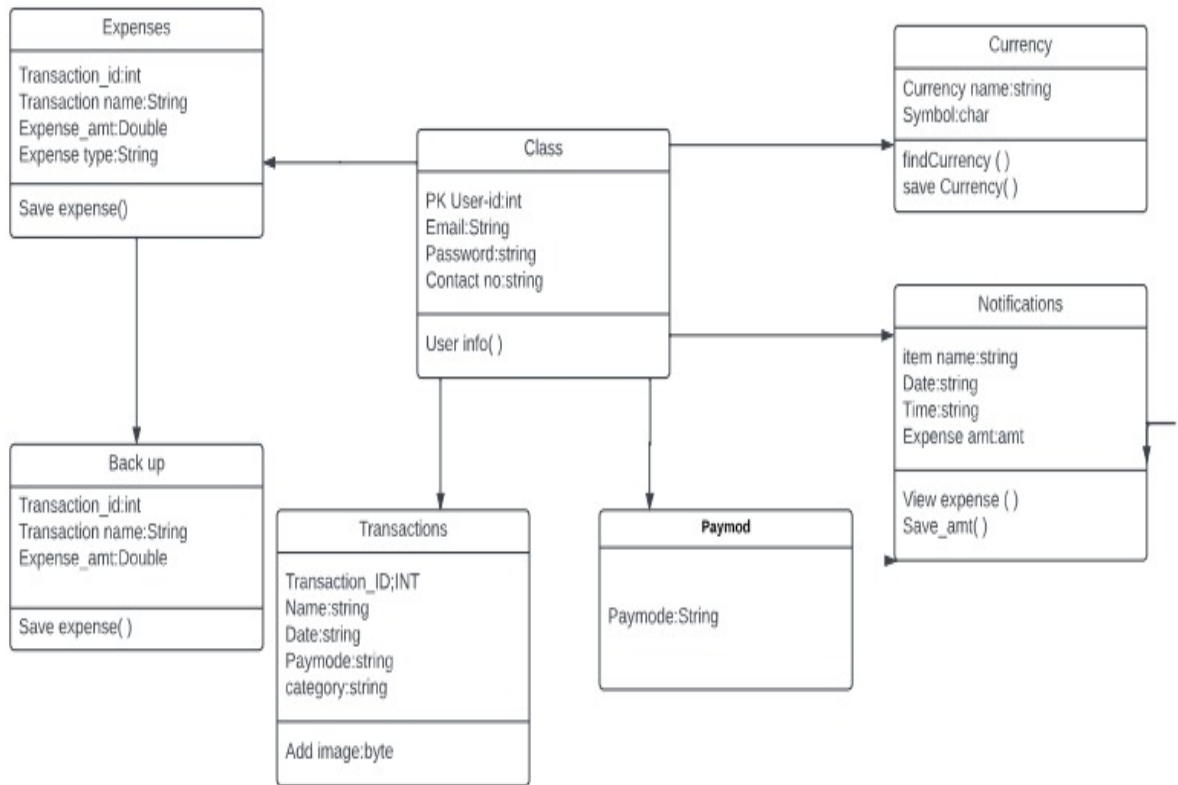 Expenses
Transaction_id:int
Transaction name:String
Expense_amt:Double
Expense type:String
Save expense()
Class
PK User-id:int
Email:String
Password:string
Contact no:string
User info( )
Currency
Currency name:string
Symbol:char
findCurrency ( )
save Currency( )
Notifications
item name:string
Date:string
Time:string
Expense amt:amt
View expense ( )
Save_amt( )
Back up
Transaction_id:int
Transaction name:String
Expense_amt:Double
Save expense( )
Transactions
Transaction_ID;INT
Name:string
Date:string
Paymode:string
category:string
Add image:byte
Paymod
Paymode:String